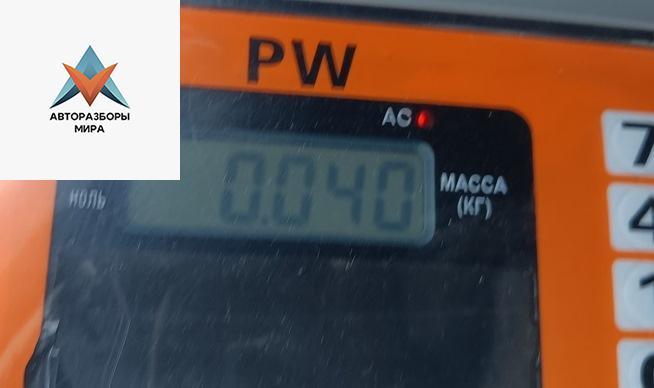 PW
АВТОРАЗБОРЫ
МИРА
AC
0.040
МАССА
(КГ)
НОЛЬ
7
4
1